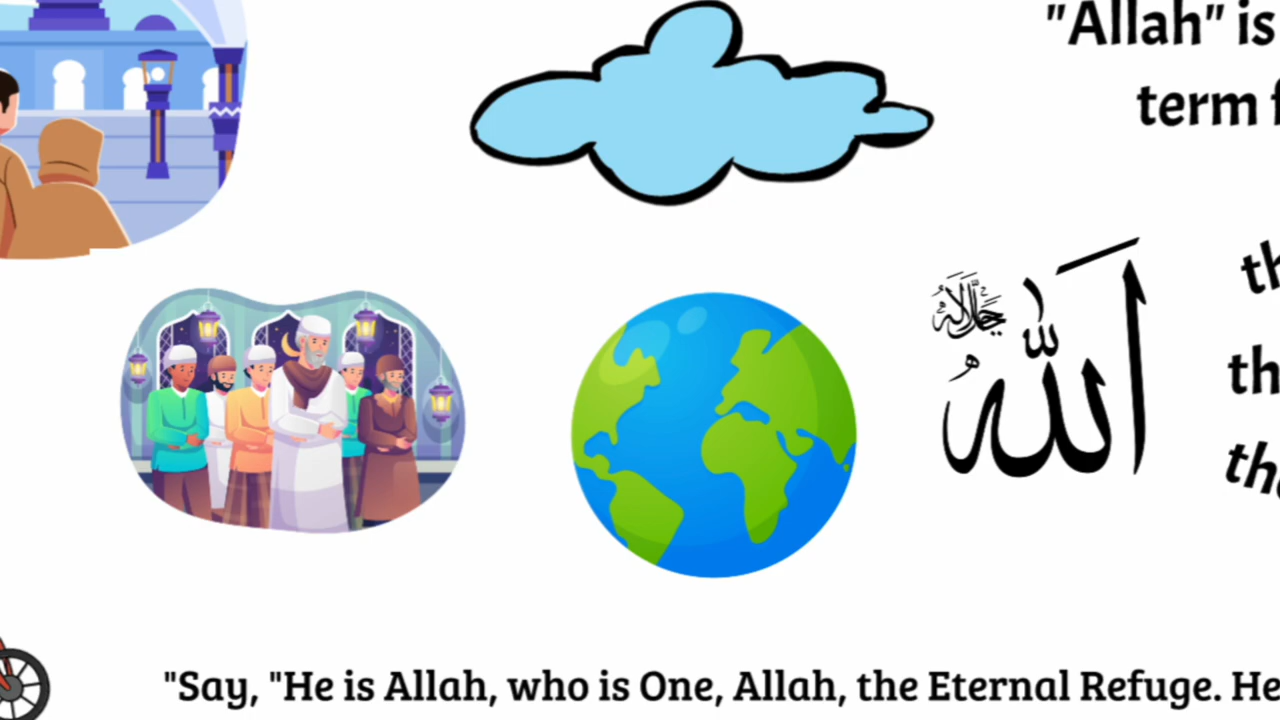 "Allah" is
term f
الله
جل جلاله
th
th
the
"Say, "He is Allah, who is One, Allah, the Eternal Refuge. He